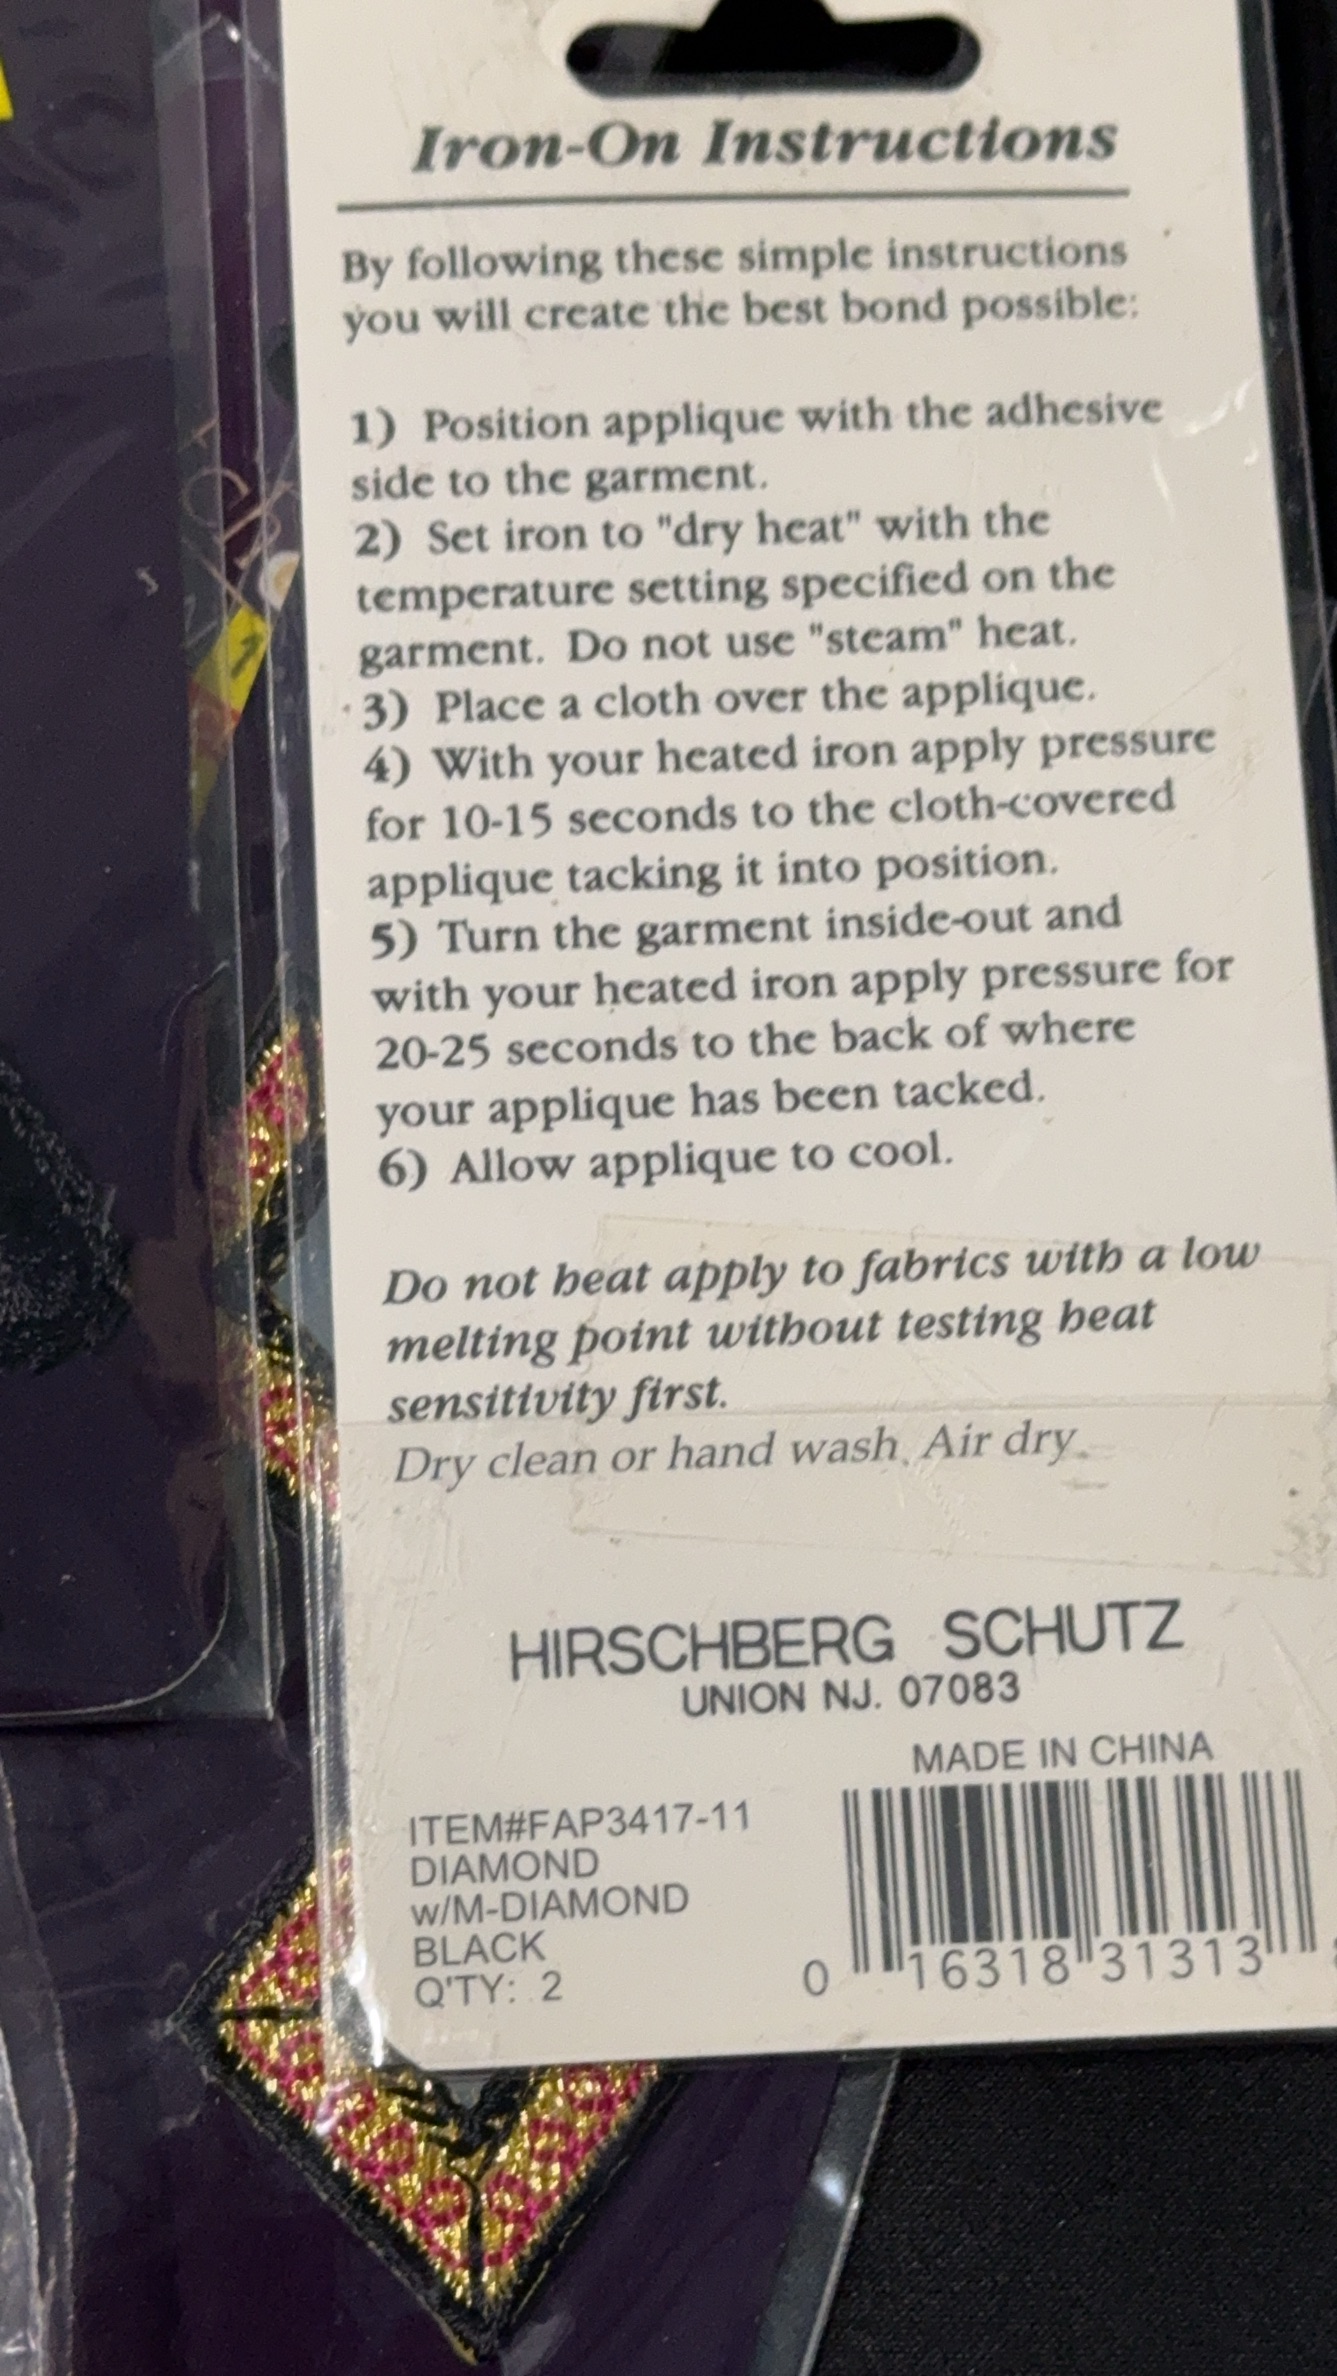 Iron-On Instructions
By following these simple instructions
you will create the best bond possible:
1) Position applique with the adhesive
side to the garment.
2) Set iron to "dry heat" with the
temperature setting specified on the
garment. Do not use "steam" heat.
3) Place a cloth over the applique.
4) With your heated iron apply pressure
for 10-15 seconds to the cloth-covered
applique tacking it into position.
5) Turn the garment inside-out and
with your heated iron apply pressure for
20-25 seconds to the back of where
your applique has been tacked.
6) Allow applique to cool.
Do not heat apply to fabrics with a low
melting point without testing heat
sensitivity first.
Dry clean or hand wash. Air dry.
HIRSCHBERG SCHUTZ
UNION NJ. 07083
MADE IN CHINA
ITEM#FAP3417-11
DIAMOND
w/M-DIAMOND
BLACK
Q'TY: 2
0 16318 31313